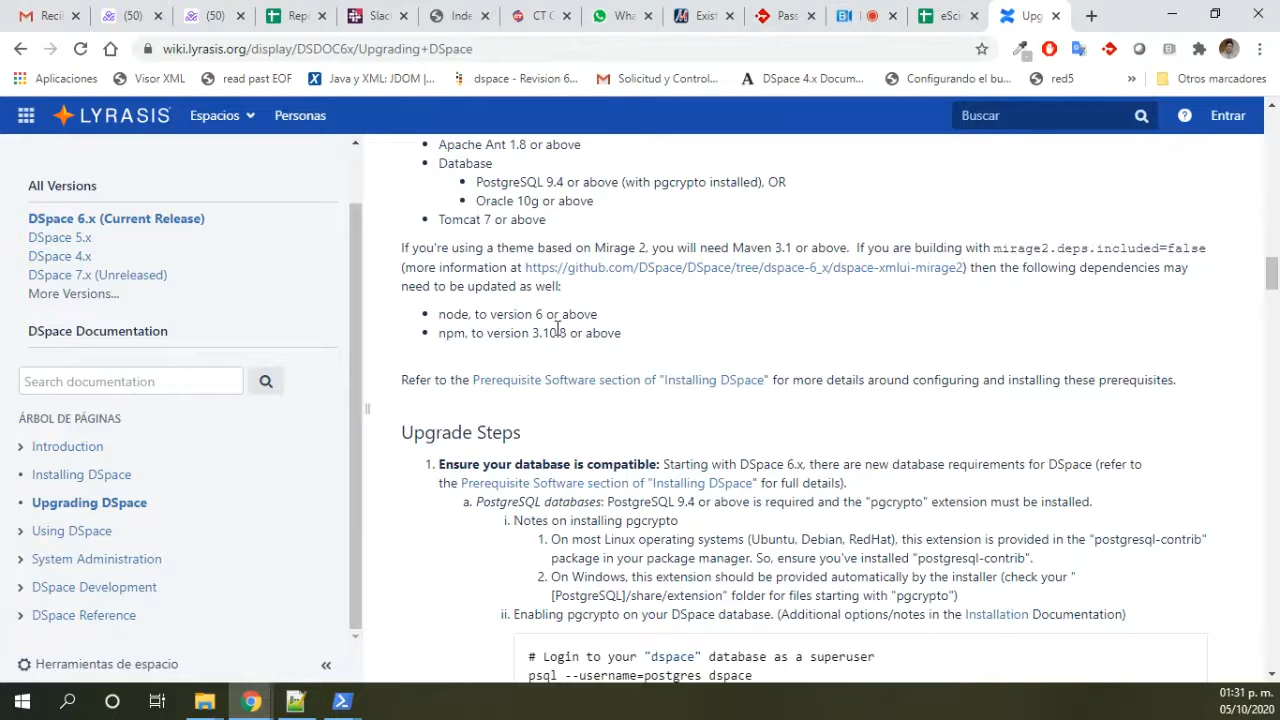 Reci
(50)
(50)
Repo
Slac
Inde
CT C
Wha
Exist
Pass
eSci
Upg
wiki.lyrasis.org/display/DSDOC6x/Upgrading+DSpace
Aplicaciones
Visor XML
read past EOF
Java y XML: JDOM |...
dspace - Revision 6...
Solicitud y Control...
DSpace 4.x Docum...
Configurando el bu...
red5
»
Otros marcadores
LYRASIS
Espacios
Personas
Buscar
Entrar
All Versions
DSpace 6.x (Current Release)
DSpace 5.x
DSpace 4.x
DSpace 7.x (Unreleased)
More Versions...
DSpace Documentation
Search documentation
ÁRBOL DE PÁGINAS
Introduction
Installing DSpace
Upgrading DSpace
Using DSpace
System Administration
DSpace Development
DSpace Reference
Herramientas de espacio
Apache Ant 1.8 or above
Database
PostgreSQL 9.4 or above (with pgcrypto installed), OR
Oracle 10g or above
Tomcat 7 or above
If you're using a theme based on Mirage 2, you will need Maven 3.1 or above. If you are building with mirage2.deps.included=false
(more information at https://github.com/DSpace/DSpace/tree/dspace-6_x/dspace-xmlui-mirage2) then the following dependencies may
need to be updated as well:
node, to version 6 or above
npm, to version 3.10.8 or above
Refer to the Prerequisite Software section of "Installing DSpace" for more details around configuring and installing these prerequisites.
Upgrade Steps
1. Ensure your database is compatible: Starting with DSpace 6.x, there are new database requirements for DSpace (refer to
the Prerequisite Software section of "Installing DSpace" for full details).
a. PostgreSQL databases: PostgreSQL 9.4 or above is required and the "pgcrypto" extension must be installed.
i. Notes on installing pgcrypto
1. On most Linux operating systems (Ubuntu, Debian, RedHat), this extension is provided in the "postgresql-contrib"
package in your package manager. So, ensure you've installed "postgresql-contrib".
2. On Windows, this extension should be provided automatically by the installer (check your "
[PostgreSQL]/share/extension" folder for files starting with "pgcrypto")
ii. Enabling pgcrypto on your DSpace database. (Additional options/notes in the Installation Documentation)
# Login to your "dspace" database as a superuser
psql --username=postgres dspace
01:31 p. m.
05/10/2020